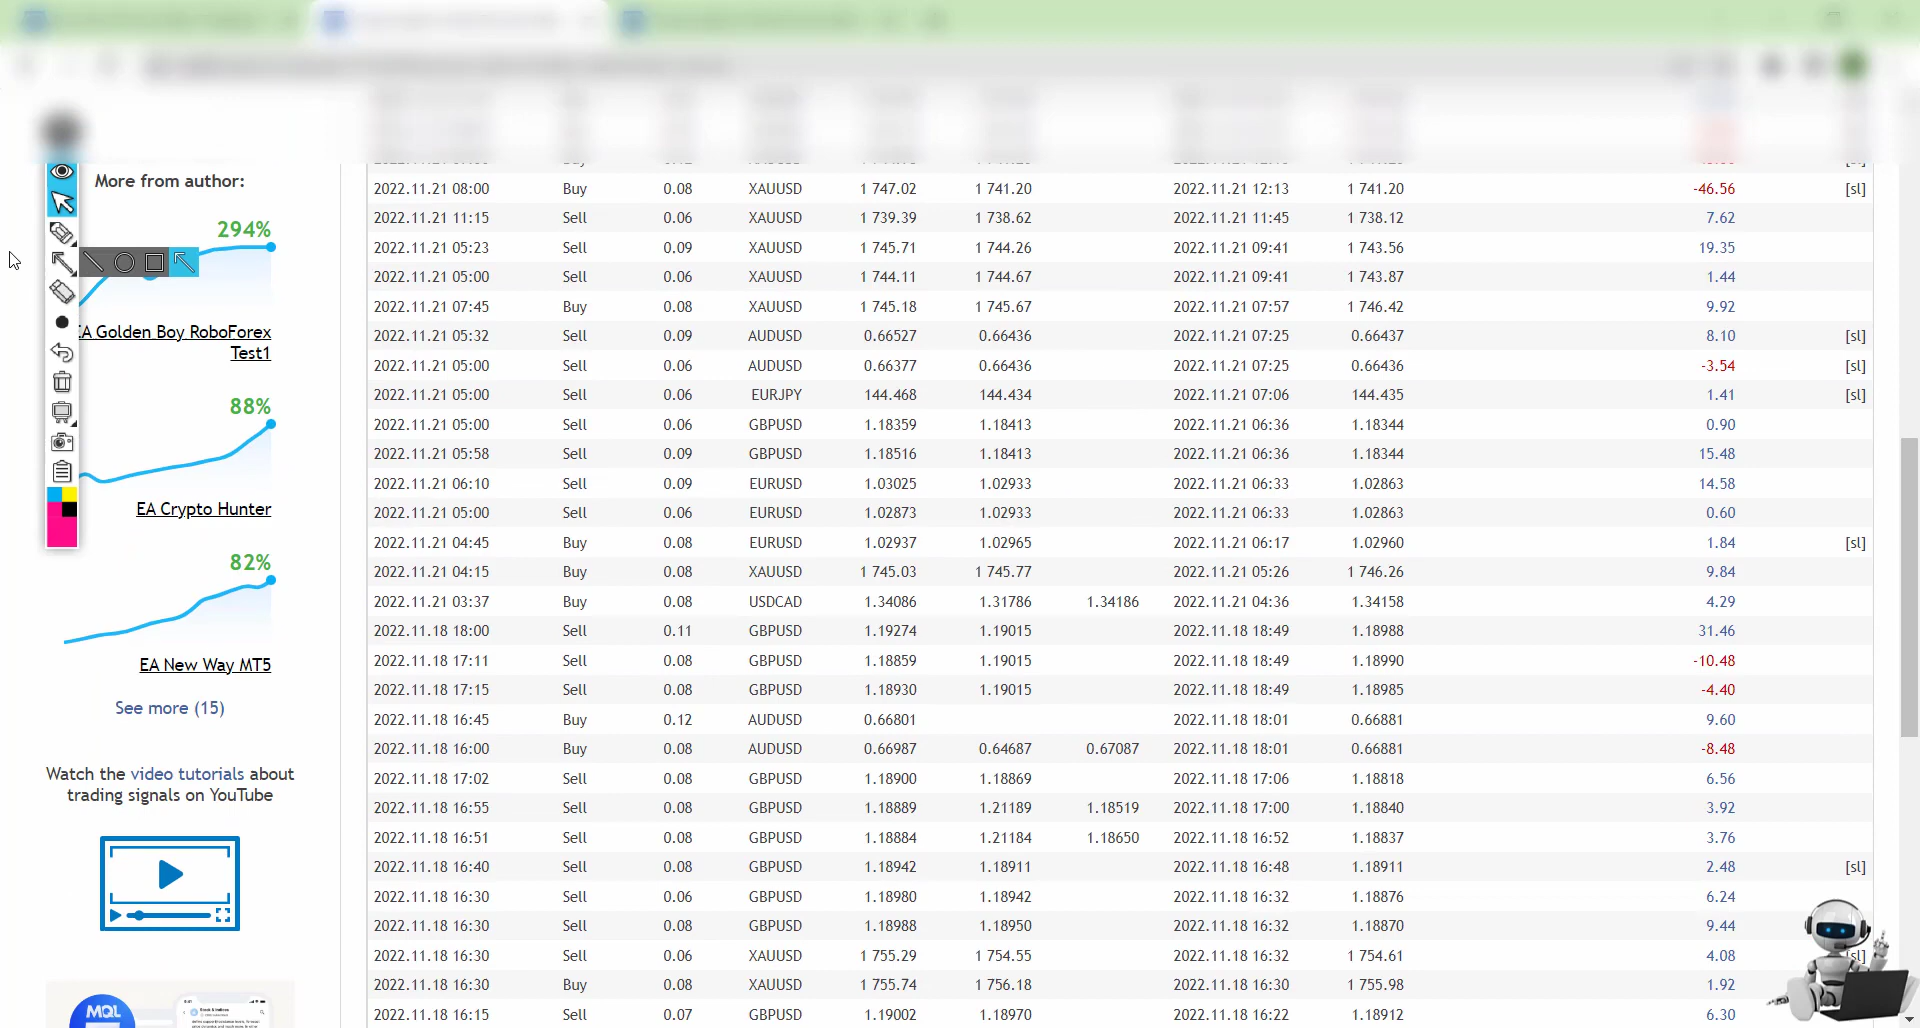 More from author:
294%
EA Golden Boy RoboForex
Test1
88%
EA Crypto Hunter
82%
EA New Way MT5
See more (15)
Watch the video tutorials about
trading signals on YouTube
MQL
2022.11.21 08:00 Buy 0.08 XAUUSD 1 747.02 1 741.20 2022.11.21 12:13 1 741.20 -46.56 [sl]
2022.11.21 11:15 Sell 0.06 XAUUSD 1 739.39 1 738.62 2022.11.21 11:45 1 738.12 7.62
2022.11.21 05:23 Sell 0.09 XAUUSD 1 745.71 1 744.26 2022.11.21 09:41 1 743.56 19.35
2022.11.21 05:00 Sell 0.06 XAUUSD 1 744.11 1 744.67 2022.11.21 09:41 1 743.87 1.44
2022.11.21 07:45 Buy 0.08 XAUUSD 1 745.18 1 745.67 2022.11.21 07:57 1 746.42 9.92
2022.11.21 05:32 Sell 0.09 AUDUSD 0.66527 0.66436 2022.11.21 07:25 0.66437 8.10 [sl]
2022.11.21 05:00 Sell 0.06 AUDUSD 0.66377 0.66436 2022.11.21 07:25 0.66436 -3.54 [sl]
2022.11.21 05:00 Sell 0.06 EURJPY 144.468 144.434 2022.11.21 07:06 144.435 1.41 [sl]
2022.11.21 05:00 Sell 0.06 GBPUSD 1.18359 1.18413 2022.11.21 06:36 1.18344 0.90
2022.11.21 05:58 Sell 0.09 GBPUSD 1.18516 1.18413 2022.11.21 06:36 1.18344 15.48
2022.11.21 06:10 Sell 0.09 EURUSD 1.03025 1.02933 2022.11.21 06:33 1.02863 14.58
2022.11.21 05:00 Sell 0.06 EURUSD 1.02873 1.02933 2022.11.21 06:33 1.02863 0.60
2022.11.21 04:45 Buy 0.08 EURUSD 1.02937 1.02965 2022.11.21 06:17 1.02960 1.84 [sl]
2022.11.21 04:15 Buy 0.08 XAUUSD 1 745.03 1 745.77 2022.11.21 05:26 1 746.26 9.84
2022.11.21 03:37 Buy 0.08 USDCAD 1.34086 1.31786 1.34186 2022.11.21 04:36 1.34158 4.29
2022.11.18 18:00 Sell 0.11 GBPUSD 1.19274 1.19015 2022.11.18 18:49 1.18988 31.46
2022.11.18 17:11 Sell 0.08 GBPUSD 1.18859 1.19015 2022.11.18 18:49 1.18990 -10.48
2022.11.18 17:15 Sell 0.08 GBPUSD 1.18930 1.19015 2022.11.18 18:49 1.18985 -4.40
2022.11.18 16:45 Buy 0.12 AUDUSD 0.66801 2022.11.18 18:01 0.66881 9.60
2022.11.18 16:00 Buy 0.08 AUDUSD 0.66987 0.64687 0.67087 2022.11.18 18:01 0.66881 -8.48
2022.11.18 17:02 Sell 0.08 GBPUSD 1.18900 1.18869 2022.11.18 17:06 1.18818 6.56
2022.11.18 16:55 Sell 0.08 GBPUSD 1.18889 1.21189 1.18519 2022.11.18 17:00 1.18840 3.92
2022.11.18 16:51 Sell 0.08 GBPUSD 1.18884 1.21184 1.18650 2022.11.18 16:52 1.18837 3.76
2022.11.18 16:40 Sell 0.08 GBPUSD 1.18942 1.18911 2022.11.18 16:48 1.18911 2.48 [sl]
2022.11.18 16:30 Sell 0.06 GBPUSD 1.18980 1.18942 2022.11.18 16:32 1.18876 6.24
2022.11.18 16:30 Sell 0.08 GBPUSD 1.18988 1.18950 2022.11.18 16:32 1.18870 9.44
2022.11.18 16:30 Sell 0.06 XAUUSD 1 755.29 1 754.55 2022.11.18 16:32 1 754.61 4.08 [sl]
2022.11.18 16:30 Buy 0.08 XAUUSD 1 755.74 1 756.18 2022.11.18 16:30 1 755.98 1.92
2022.11.18 16:15 Sell 0.07 GBPUSD 1.19002 1.18970 2022.11.18 16:22 1.18912 6.30